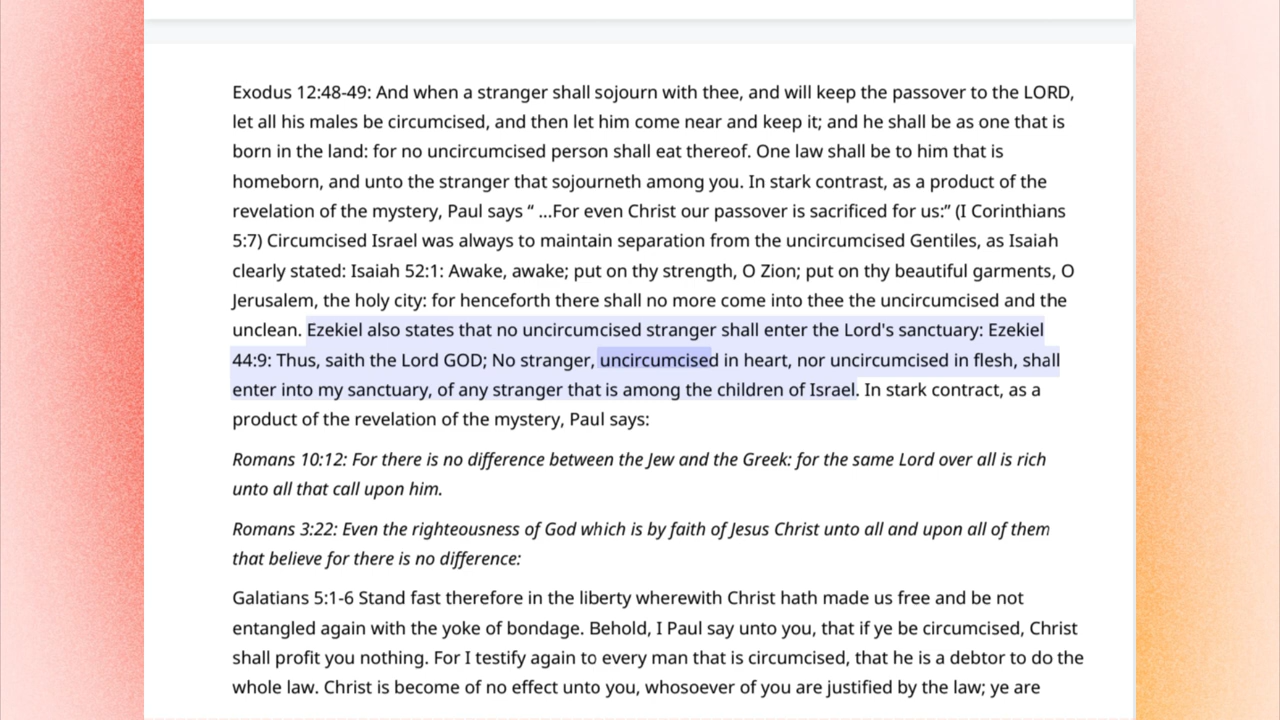 Exodus 12:48-49: And when a stranger shall sojourn with thee, and will keep the passover to the LORD,
let all his males be circumcised, and then let him come near and keep it; and he shall be as one that is
born in the land: for no uncircumcised person shall eat thereof. One law shall be to him that is
homeborn, and unto the stranger that sojourneth among you. In stark contrast, as a product of the
revelation of the mystery, Paul says “ ...For even Christ our passover is sacrificed for us:” (I Corinthians
5:7) Circumcised Israel was always to maintain separation from the uncircumcised Gentiles, as Isaiah
clearly stated: Isaiah 52:1: Awake, awake; put on thy strength, O Zion; put on thy beautiful garments, O
Jerusalem, the holy city: for henceforth there shall no more come into thee the uncircumcised and the
unclean. Ezekiel also states that no uncircumcised stranger shall enter the Lord's sanctuary: Ezekiel
44:9: Thus, saith the Lord GOD; No stranger, uncircumcised in heart, nor uncircumcised in flesh, shall
enter into my sanctuary, of any stranger that is among the children of Israel. In stark contract, as a
product of the revelation of the mystery, Paul says:
Romans 10:12: For there is no difference between the Jew and the Greek: for the same Lord over all is rich
unto all that call upon him.
Romans 3:22: Even the righteousness of God which is by faith of Jesus Christ unto all and upon all of them
that believe for there is no difference:
Galatians 5:1-6 Stand fast therefore in the liberty wherewith Christ hath made us free and be not
entangled again with the yoke of bondage. Behold, I Paul say unto you, that if ye be circumcised, Christ
shall profit you nothing. For I testify again to every man that is circumcised, that he is a debtor to do the
whole law. Christ is become of no effect unto you, whosoever of you are justified by the law; ye are